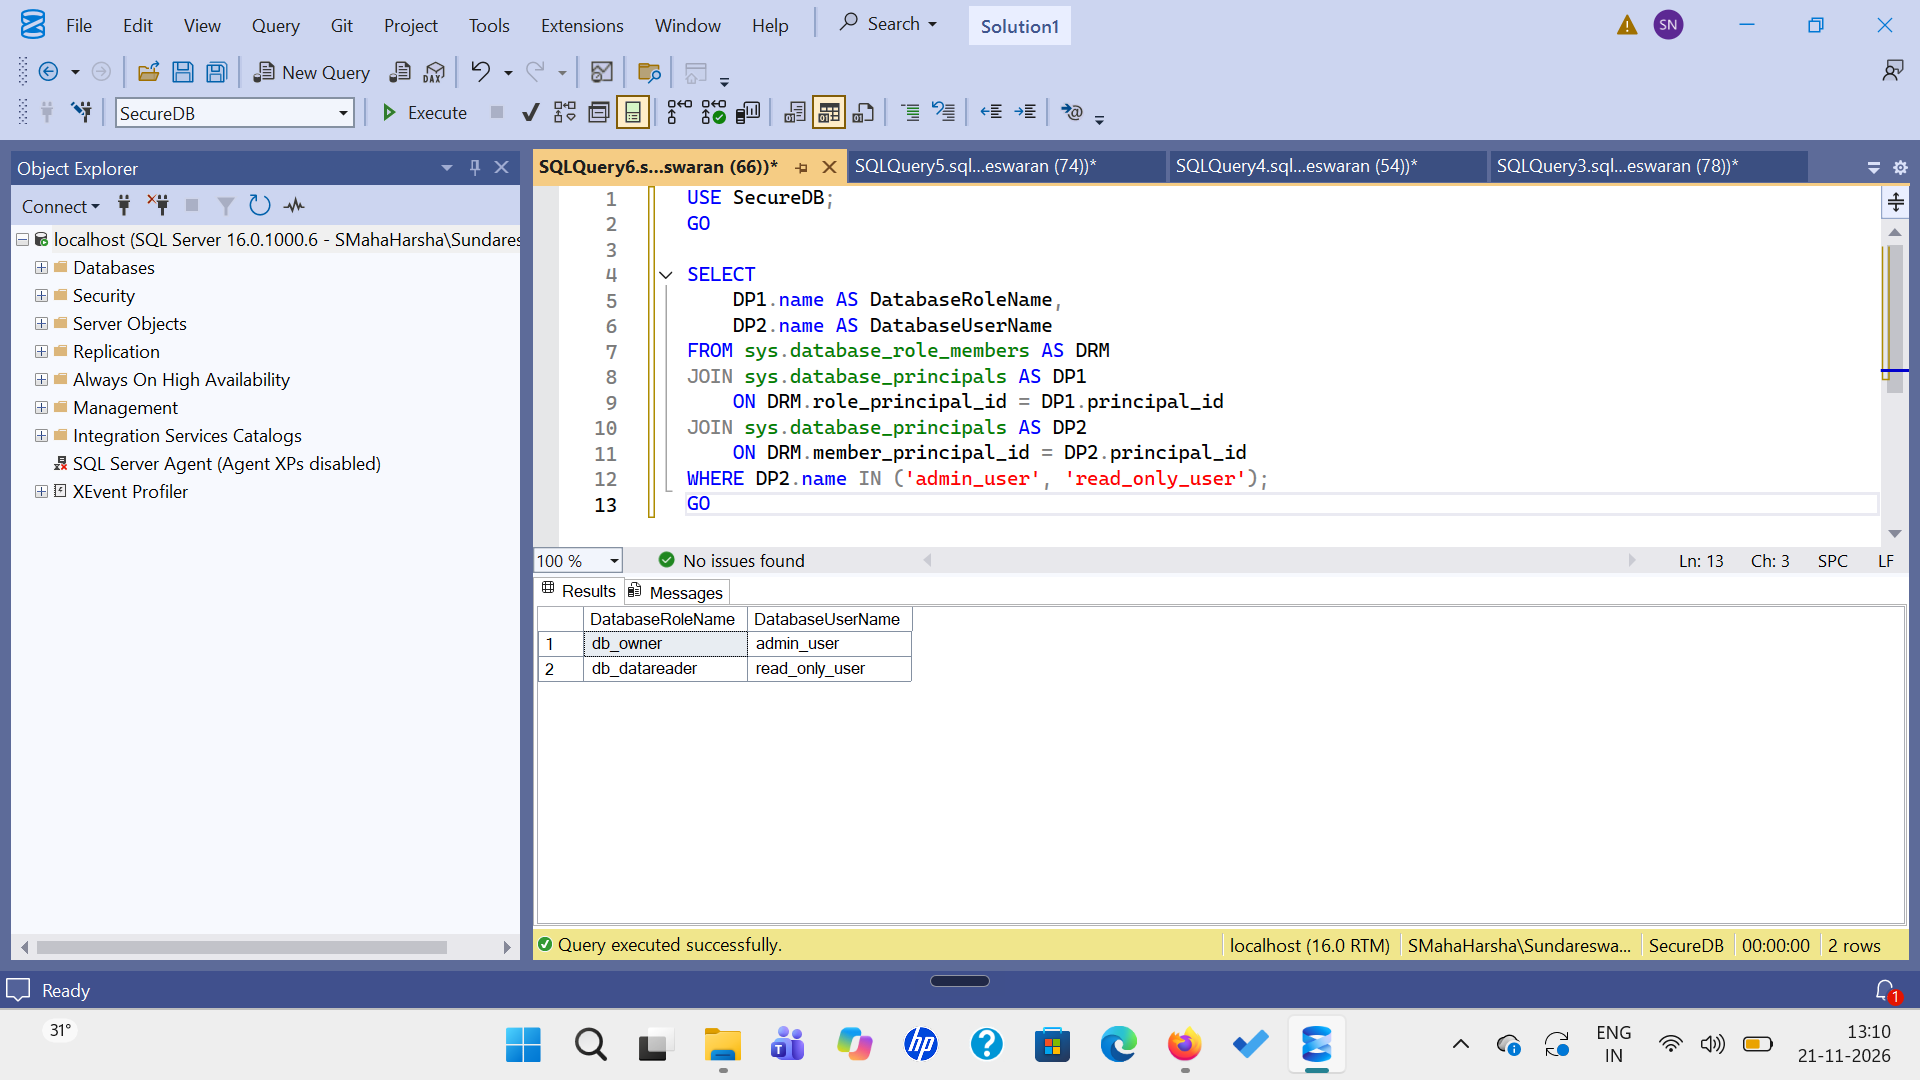 File Edit View Query Git Project Tools Extensions Window Help Search Solution1 SN
New Query DAX
SecureDB Execute
Object Explorer
Connect
localhost (SQL Server 16.0.1000.6 - SMahaHarsha\Sundares
Databases
Security
Server Objects
Replication
Always On High Availability
Management
Integration Services Catalogs
SQL Server Agent (Agent XPs disabled)
XEvent Profiler
SQLQuery6.s...swaran (66))* SQLQuery5.sql...eswaran (74))* SQLQuery4.sql...eswaran (54))* SQLQuery3.sql...eswaran (78))*
1 USE SecureDB;
2 GO
3
4 SELECT
5 DP1.name AS DatabaseRoleName,
6 DP2.name AS DatabaseUserName
7 FROM sys.database_role_members AS DRM
8 JOIN sys.database_principals AS DP1
9 ON DRM.role_principal_id = DP1.principal_id
10 JOIN sys.database_principals AS DP2
11 ON DRM.member_principal_id = DP2.principal_id
12 WHERE DP2.name IN ('admin_user', 'read_only_user');
13 GO
100 % No issues found Ln: 13 Ch: 3 SPC LF
Results Messages
DatabaseRoleName DatabaseUserName
1 db_owner admin_user
2 db_datareader read_only_user
Query executed successfully. localhost (16.0 RTM) SMahaHarsha\Sundareswa... SecureDB 00:00:00 2 rows
Ready 1
31° ENG 13:10
IN 21-11-2026